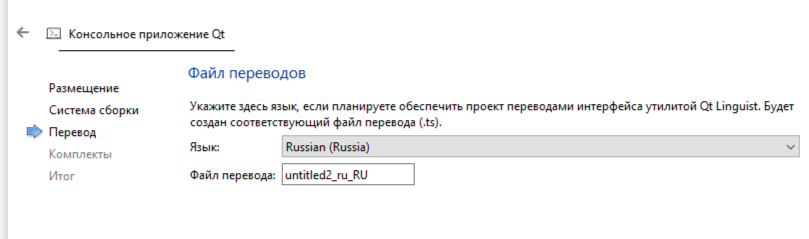 Консольное приложение Qt
Файл переводов
Размещение
Система сборки
Перевод
Комплекты
Итог
Укажите здесь язык, если планируете обеспечить проект переводами интерфейса утилитой Qt Linguist. Будет
создан соответствующий файл перевода (.ts).
Язык: Russian (Russia)
Файл перевода: untitled2_ru_RU